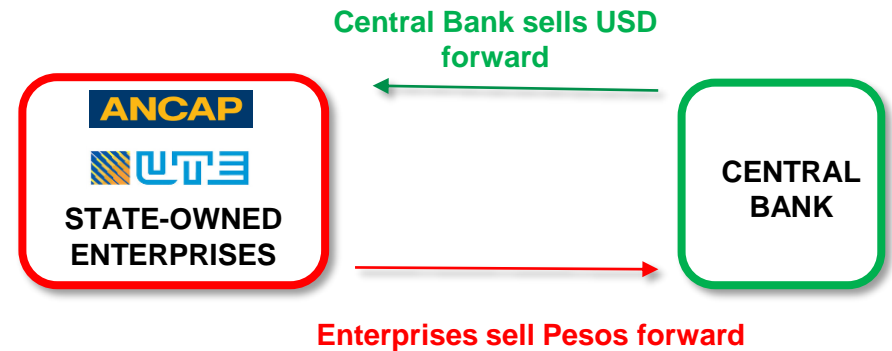 Central Bank sells USD
forward
ANCAP
UTE
STATE-OWNED
ENTERPRISES
CENTRAL
BANK
Enterprises sell Pesos forward